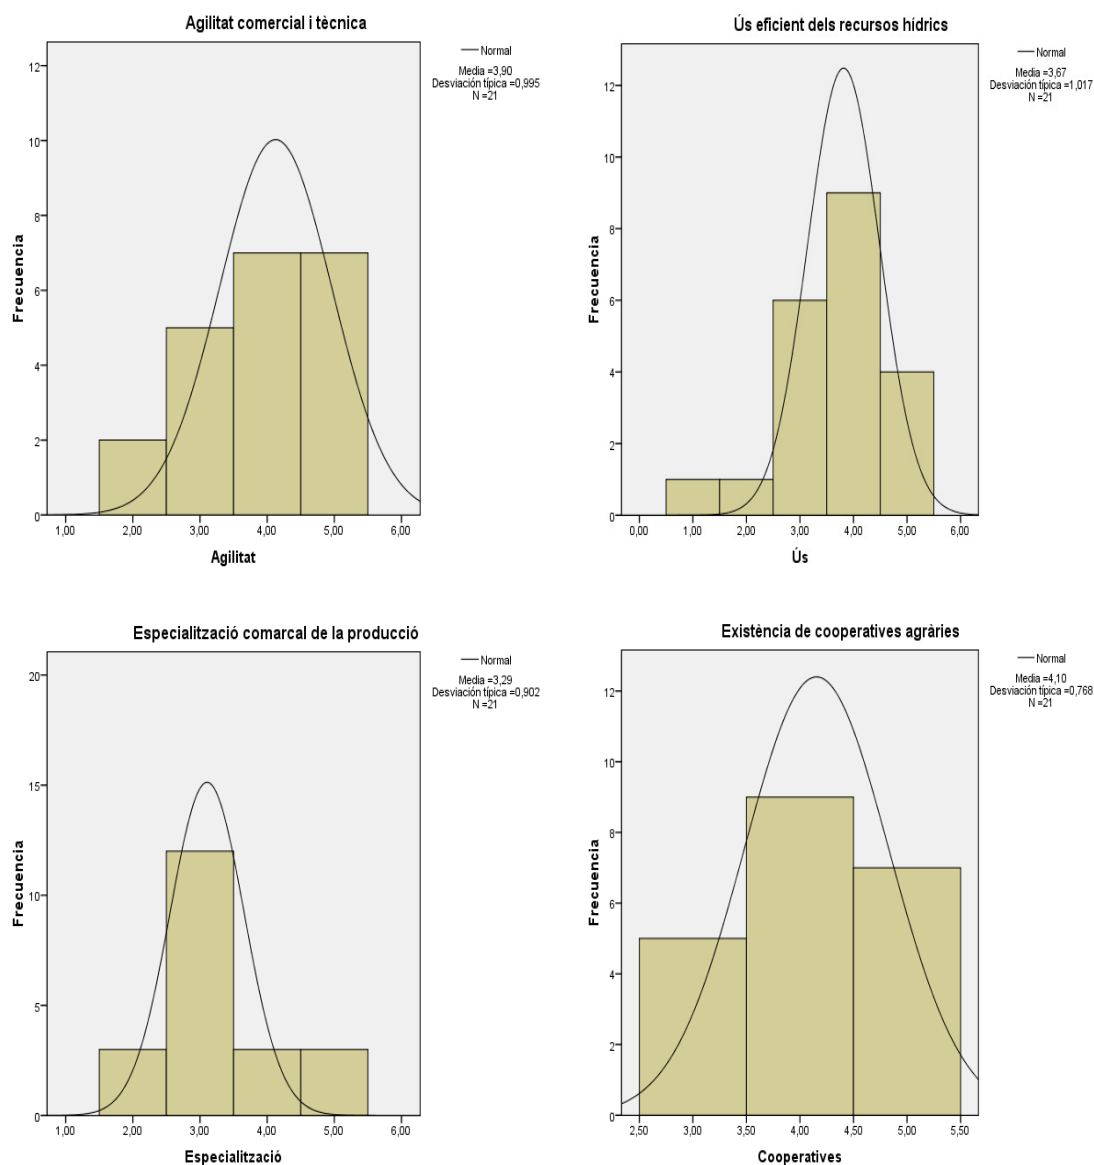 Agilitat comercial i tècnica
Normal
Media =3,90
Desviación típica =0,995
N =21
12
10
8
6
4
2
0
Frecuencia
1,00 2,00 3,00 4,00 5,00 6,00
Agilitat
Ús eficient dels recursos hídrics
Normal
Media =3,67
Desviación típica =1,017
N =21
12
10
8
6
4
2
0
Frecuencia
0,00 1,00 2,00 3,00 4,00 5,00 6,00
Ús
Especialització comarcal de la producció
Normal
Media =3,29
Desviación típica =0,902
N =21
20
15
10
5
0
Frecuencia
1,00 2,00 3,00 4,00 5,00 6,00
Especialització
Existència de cooperatives agràries
Normal
Media =4,10
Desviación típica =0,768
N =21
12
10
8
6
4
2
0
Frecuencia
2,50 3,00 3,50 4,00 4,50 5,00 5,50
Cooperatives